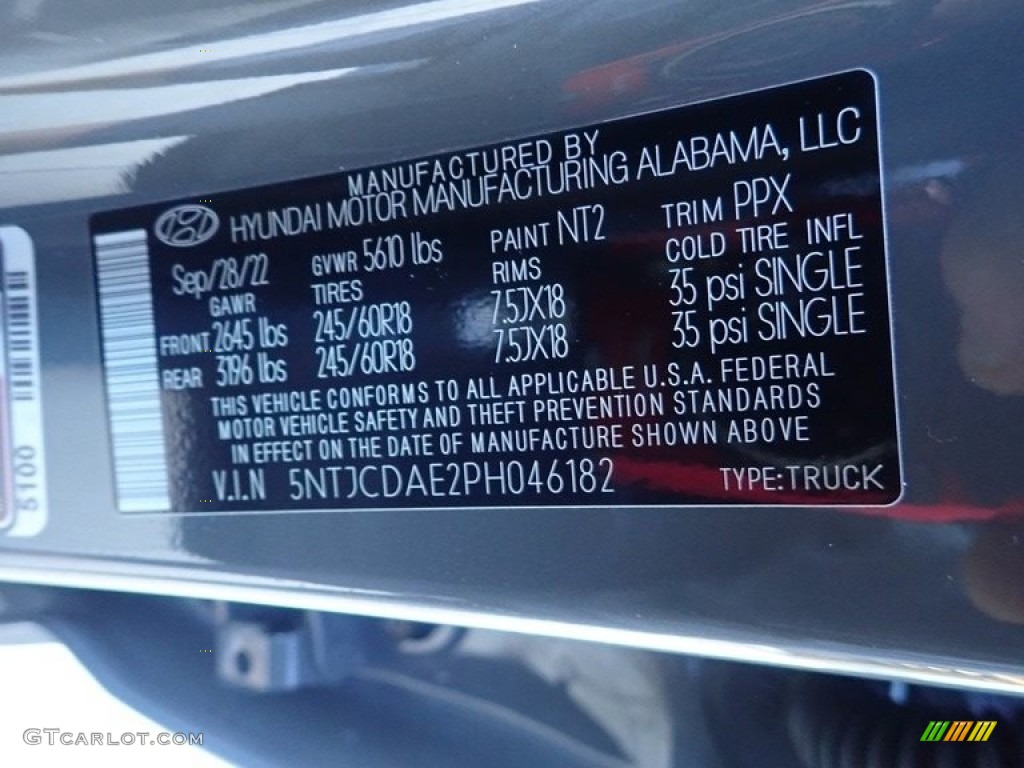 MANUFACTURED BY
HYUNDAI MOTOR MANUFACTURING ALABAMA, LLC
Sep/28/22 GVWR 5610 lbs PAINT NT2 TRIM PPX
GAWR TIRES RIMS COLD TIRE INFL
FRONT 2645 lbs 245/60R18 7.5JX18 35 psi SINGLE
REAR 3196 lbs 245/60R18 7.5JX18 35 psi SINGLE
THIS VEHICLE CONFORMS TO ALL APPLICABLE U.S.A. FEDERAL
MOTOR VEHICLE SAFETY AND THEFT PREVENTION STANDARDS
IN EFFECT ON THE DATE OF MANUFACTURE SHOWN ABOVE
V.I.N 5NTJCDAE2PH046182 TYPE:TRUCK
5100
GTCARLOT.COM